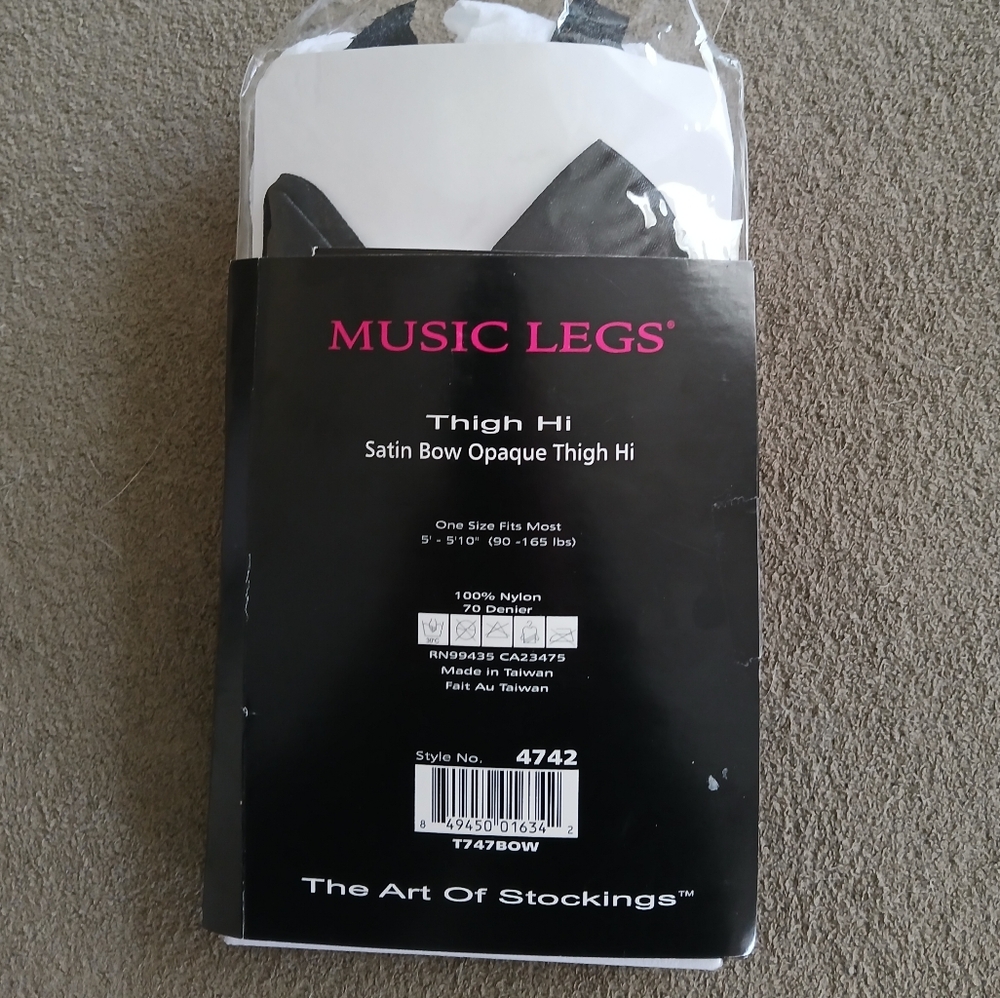 MUSIC LEGS®
Thigh Hi
Satin Bow Opaque Thigh Hi
One Size Fits Most
5' - 5'10" (90 -165 lbs)
100% Nylon
70 Denier
30°C
RN99435 CA23475
Made in Taiwan
Fait Au Taiwan
Style No. 4742
8 49450 01634 2
T747BOW
The Art Of Stockings™